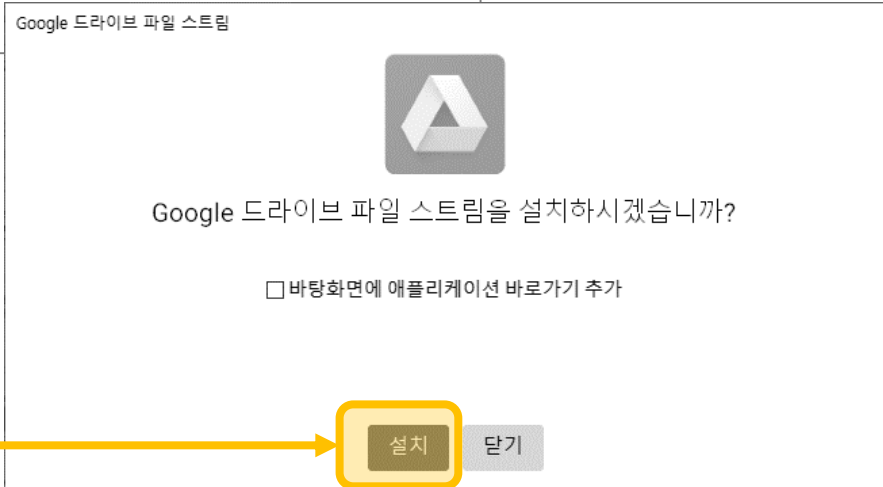 Google 드라이브 파일 스트림
Google 드라이브 파일 스트림을 설치하시겠습니까?
바탕화면에 애플리케이션 바로가기 추가
설치 닫기